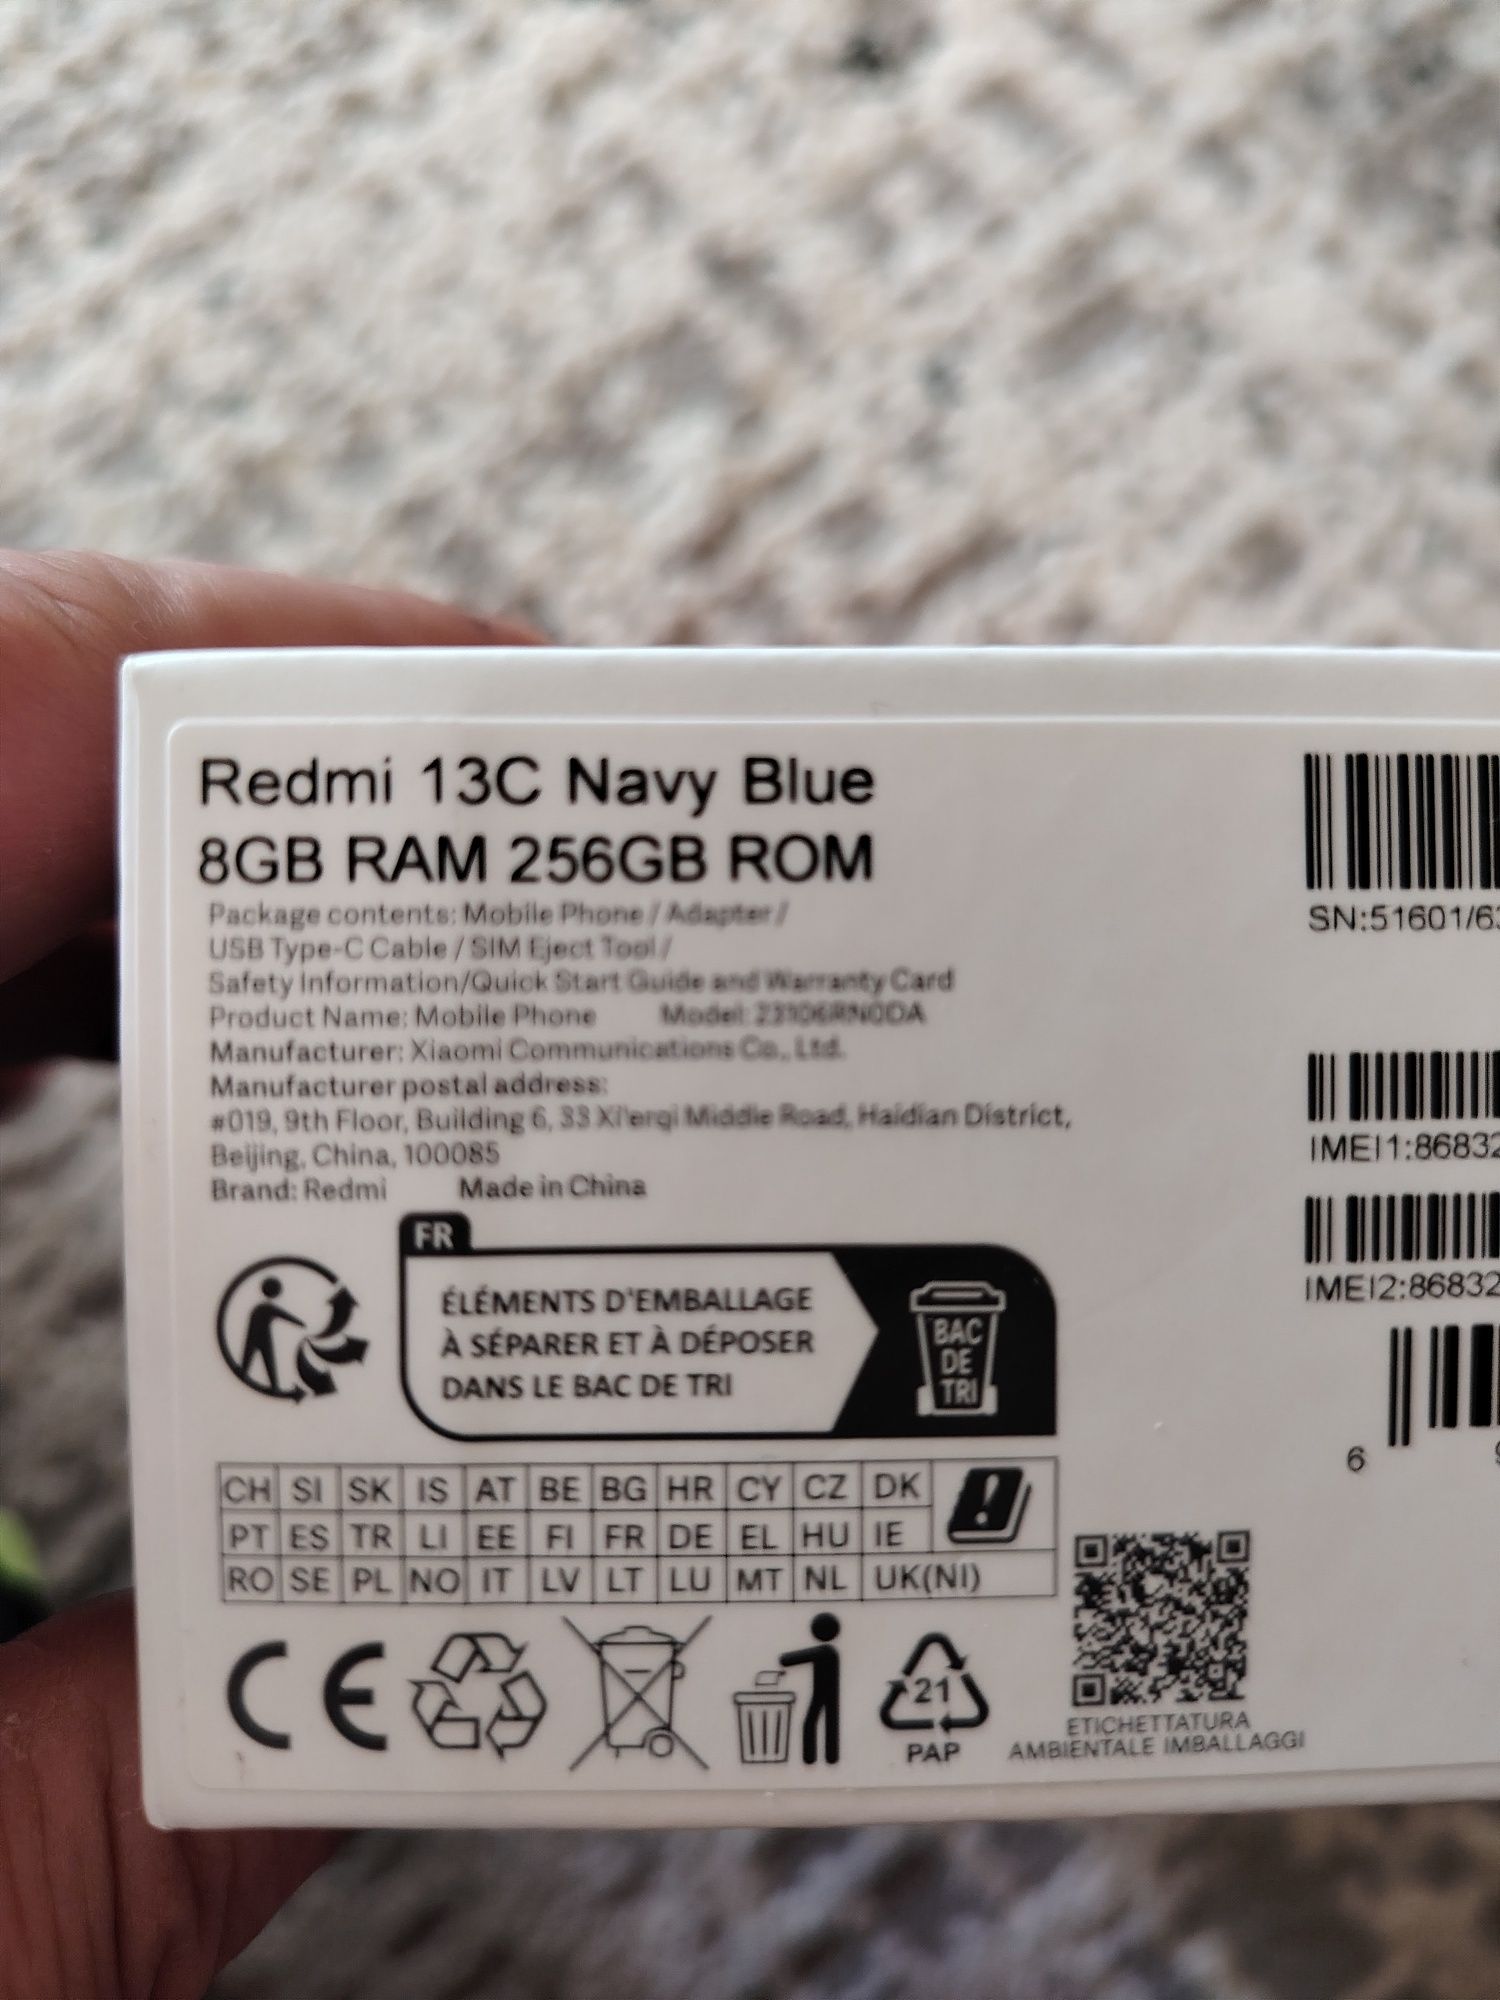 Redmi 13C Navy Blue
8GB RAM 256GB ROM
Package contents: Mobile Phone / Adapter /
USB Type-C Cable / SIM Eject Tool /
Safety Information/Quick Start Guide and Warranty Card
Product Name: Mobile Phone Model: 23106RN0DA
Manufacturer: Xiaomi Communications Co., Ltd.
Manufacturer postal address:
#019, 9th Floor, Building 6, 33 Xi'erqi Middle Road, Haidian District,
Beijing, China, 100085
Brand: Redmi Made in China
FR
ÉLÉMENTS D'EMBALLAGE
À SÉPARER ET À DÉPOSER
DANS LE BAC DE TRI
BAC
DE
TRI
CH SI SK IS AT BE BG HR CY CZ DK
PT ES TR LI EE FI FR DE EL HU IE
RO SE PL NO IT LV LT LU MT NL UK(NI)
CE
21
PAP
ETICHETTATURA
AMBIENTALE IMBALLAGGI
SN:51601/63
IMEI1:86832
IMEI2:86832
6